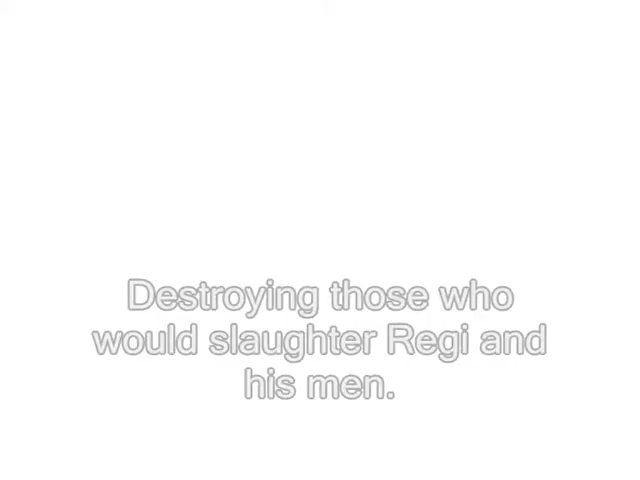 Destroying those who
would slaughter Regi and
his men.